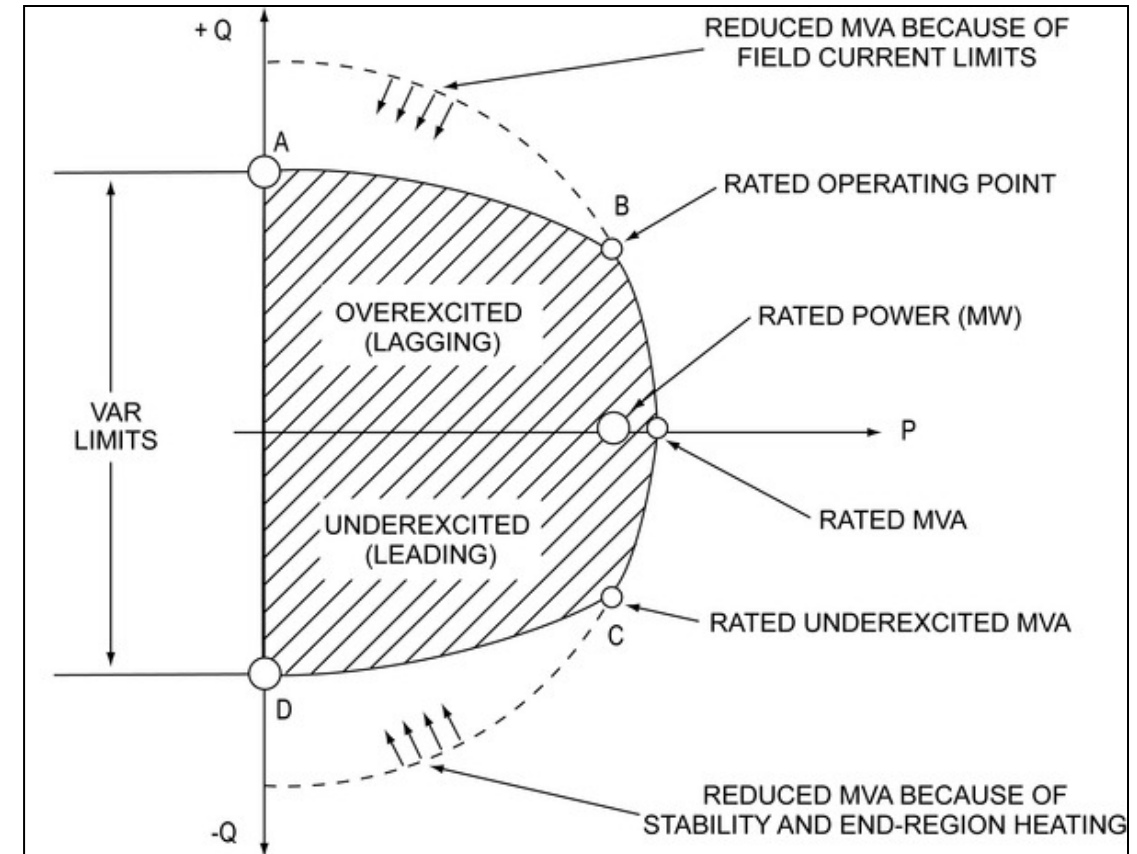 + Q
REDUCED MVA BECAUSE OF
FIELD CURRENT LIMITS
A
B
RATED OPERATING POINT
OVEREXCITED
(LAGGING)
RATED POWER (MW)
VAR
LIMITS
P
UNDEREXCITED
(LEADING)
RATED MVA
C
RATED UNDEREXCITED MVA
D
REDUCED MVA BECAUSE OF
STABILITY AND END-REGION HEATING
-Q